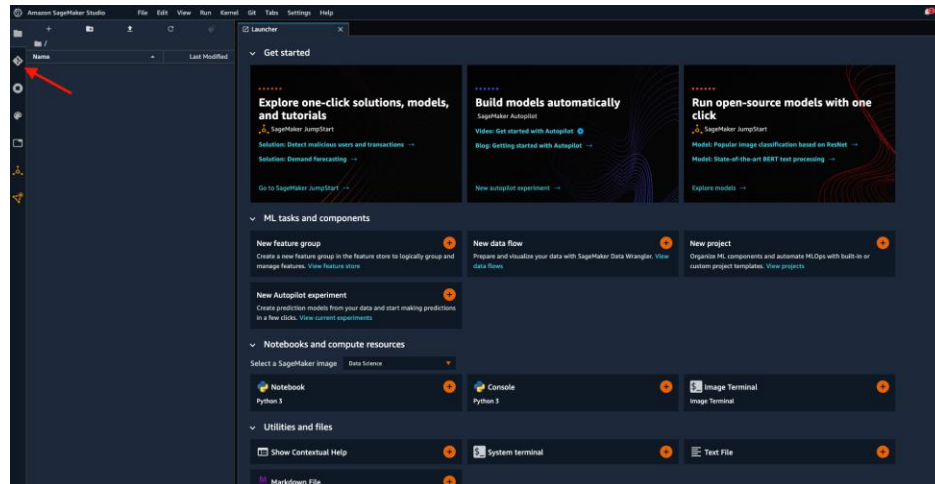 Amazon SageMaker Studio File Edit View Run Kernel Git Tabs Settings Help
/
Name Last Modified
Launcher X
Get started
Explore one-click solutions, models,
and tutorials
SageMaker JumpStart
Solution: Detect malicious users and transactions →
Solution: Demand forecasting →
Go to SageMaker JumpStart →
Build models automatically
SageMaker Autopilot
Video: Get started with Autopilot
Blog: Getting started with Autopilot →
New autopilot experiment →
Run open-source models with one
click
SageMaker JumpStart
Model: Popular image classification based on ResNet →
Model: State-of-the-art BERT text processing →
Explore models →
ML tasks and components
New feature group
Create a new feature group in the feature store to logically group and
manage features. View feature store
New data flow
Prepare and visualize your data with SageMaker Data Wrangler. View
data flows
New project
Organize ML components and automate MLOps with built-in or
custom project templates. View projects
New Autopilot experiment
Create prediction models from your data and start making predictions
in a few clicks. View current experiments
Notebooks and compute resources
Select a SageMaker image Data Science
Notebook
Python 3
Console
Python 3
$_ Image Terminal
Image Terminal
Utilities and files
Show Contextual Help
$_ System terminal
Text File
M Markdown File